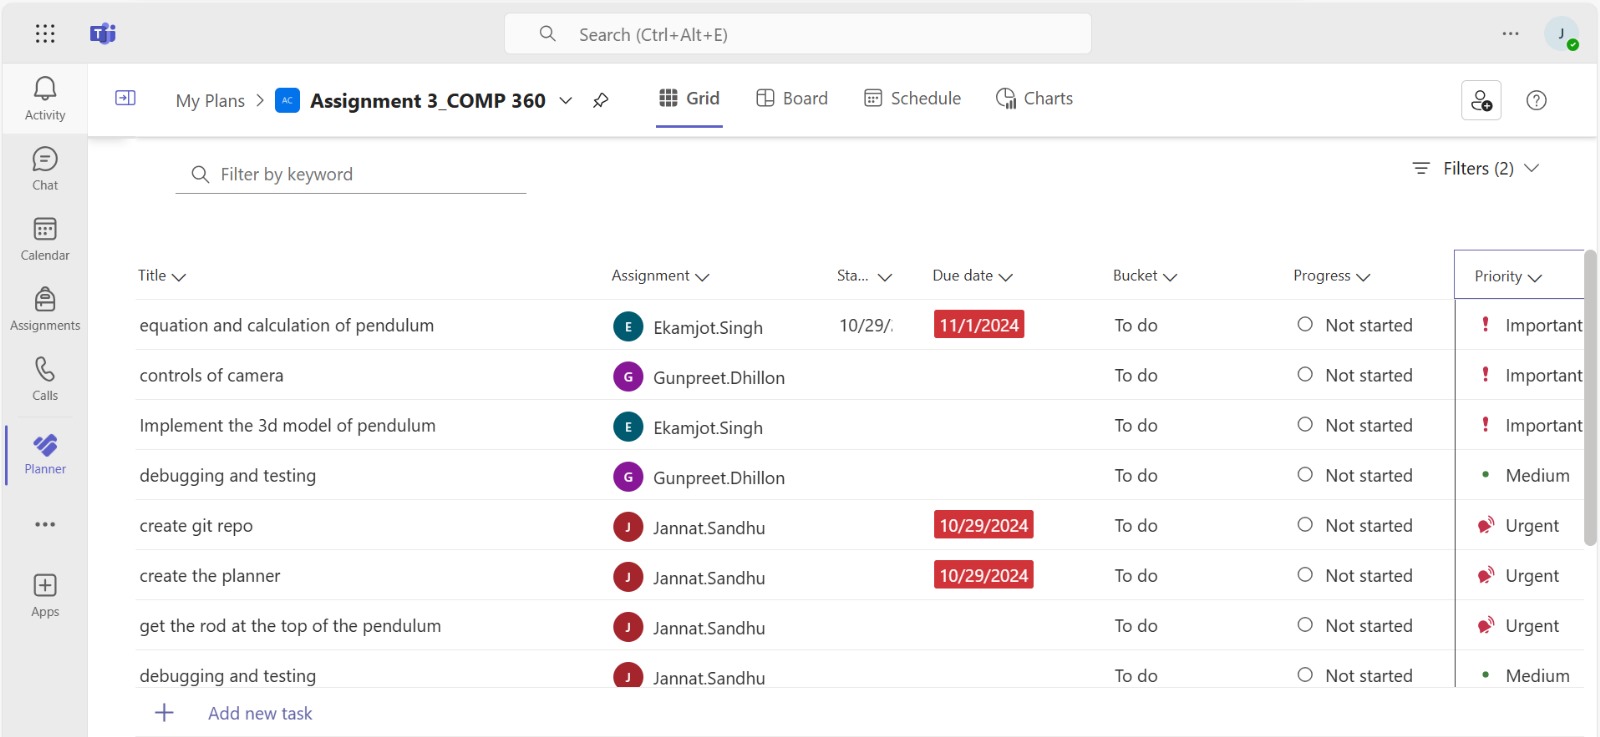 Search (Ctrl+Alt+E)
J
Activity
Chat
Calendar
Assignments
Calls
Planner
Apps
My Plans
AC
Assignment 3_COMP 360
Grid
Board
Schedule
Charts
Filter by keyword
Filters (2)
Title Assignment Sta... Due date Bucket Progress Priority
equation and calculation of pendulum E Ekamjot.Singh 10/29/ 11/1/2024 To do Not started Important
controls of camera G Gunpreet.Dhillon To do Not started Important
Implement the 3d model of pendulum E Ekamjot.Singh To do Not started Important
debugging and testing G Gunpreet.Dhillon To do Not started Medium
create git repo J Jannat.Sandhu 10/29/2024 To do Not started Urgent
create the planner J Jannat.Sandhu 10/29/2024 To do Not started Urgent
get the rod at the top of the pendulum J Jannat.Sandhu To do Not started Urgent
debugging and testing J Jannat.Sandhu To do Not started Medium
Add new task